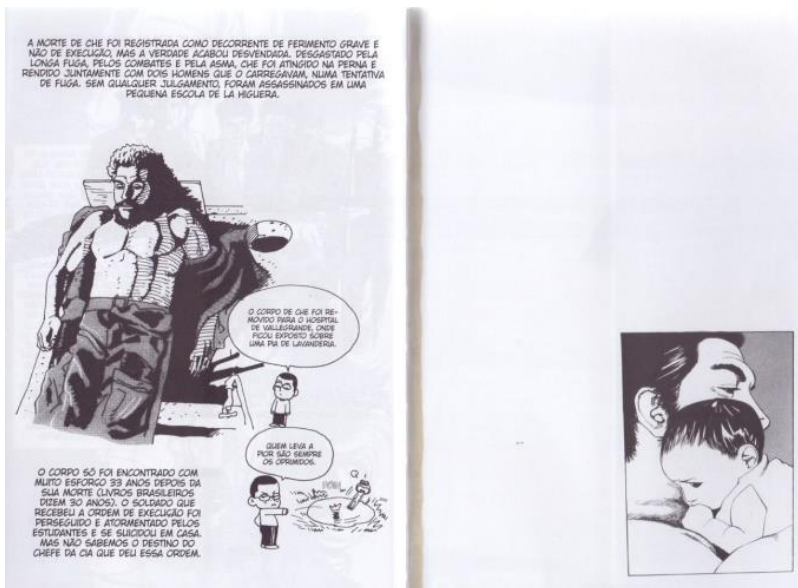 A MORTE DE CHE FOI REGISTRADA COMO DECORRENTE DE FERIMENTO GRAVE E
NÃO DE EXECUÇÃO, MAS A VERDADE ACABOU DESVENDADA. DESGASTADO PELA
LONGA FUGA, PELOS COMBATES E PELA ASMA, CHE FOI ATINGIDO NA PERNA E
RENDIDO JUNTAMENTE COM DOIS HOMENS QUE O CARREGAVAM, NUMA TENTATIVA
DE FUGA. SEM QUALQUER JULGAMENTO, FORAM ASSASSINADOS EM UMA
PEQUENA ESCOLA DE LA HIGUERA.
O CORPO DE CHE FOI RE-
MOVIDO PARA O HOSPITAL
DE VALLEGRANDE, ONDE
FICOU EXPOSTO SOBRE
UMA PIA DE LAVANDERIA.
QUEM LEVA A
PIOR SÃO SEMPRE
OS OPRIMIDOS.
O CORPO SÓ FOI ENCONTRADO COM
MUITO ESFORÇO 33 ANOS DEPOIS DA
SUA MORTE (LIVROS BRASILEIROS
DIZEM 30 ANOS). O SOLDADO QUE
RECEBEU A ORDEM DE EXECUÇÃO FOI
PERSEGUIDO E ATORMENTADO PELOS
ESTUDANTES E SE SUICIDOU EM CASA.
MAS NÃO SABEMOS O DESTINO DO
CHEFE DA CIA QUE DEU ESSA ORDEM.